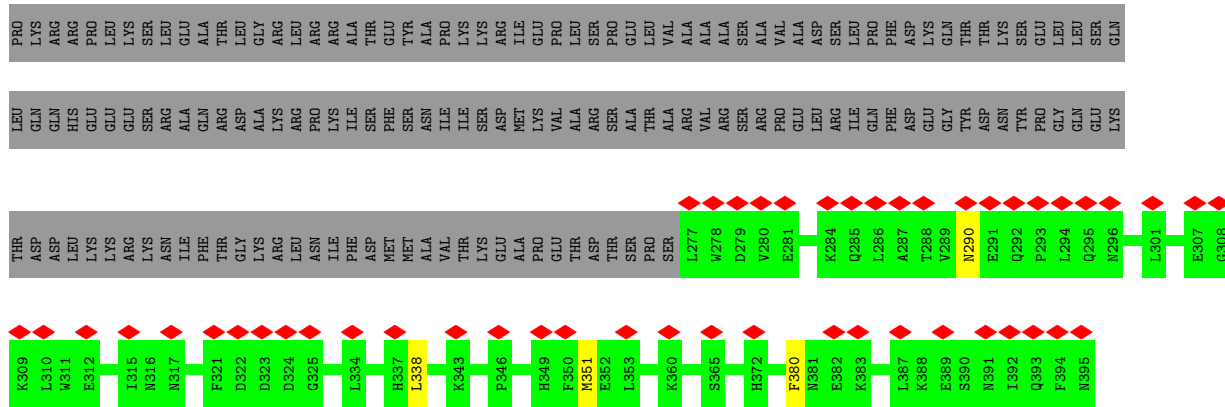 PRO LYS ARG ARG PRO LEU LYS SER LEU GLU ALA THR LEU GLY ARG LEU ARG ARG ALA THR GLU TYR ALA PRO LYS LYS ARG ILE GLU PRO LEU SER PRO GLU LEU VAL ALA ALA ALA SER ALA VAL ALA ASP SER LEU PRO PHE ASP LYS GLN THR THR LYS SER GLU LEU LEU SER GLN
LEU GLN GLN HIS GLU GLU GLU SER ARG ALA GLN ARG ASP ALA LYS ARG PRO LYS ILE SER PHE SER ASN ILE ILE SER ASP MET LYS VAL ALA ARG SER ALA THR ALA ARG VAL ARG SER ARG PRO GLU LEU ARG ILE GLN PHE ASP GLU GLY TYR ASP ASN TYR PRO GLY GLN GLU LYS
THR ASP ASP LEU LYS LYS ARG LYS ASN ILE PHE THR GLY LYS ARG LEU ASN ILE PHE ASP MET MET ALA VAL THR LYS GLU ALA PRO GLU THR ASP THR SER PRO SER L277 W278 D279 V280 E281 K284 Q285 L286 A287 T288 V289 N290 E291 Q292 P293 L294 Q295 N296 L301 E307 G308
K309 L310 W311 E312 I315 N316 N317 F321 D322 D323 D324 G325 L334 H337 L338 K343 P346 H349 F350 M351 E352 L353 K360 S365 H372 F380 N381 E382 K383 L387 K388 E389 S390 N391 I392 Q393 F394 N395